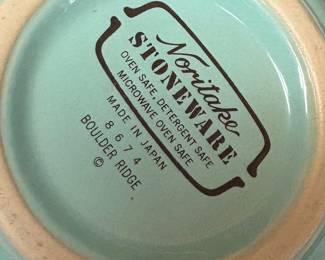 Noritake
STONEWARE
OVEN SAFE, DETERGENT SAFE
MICROWAVE OVEN SAFE
MADE IN JAPAN
8674
BOULDER RIDGE
©